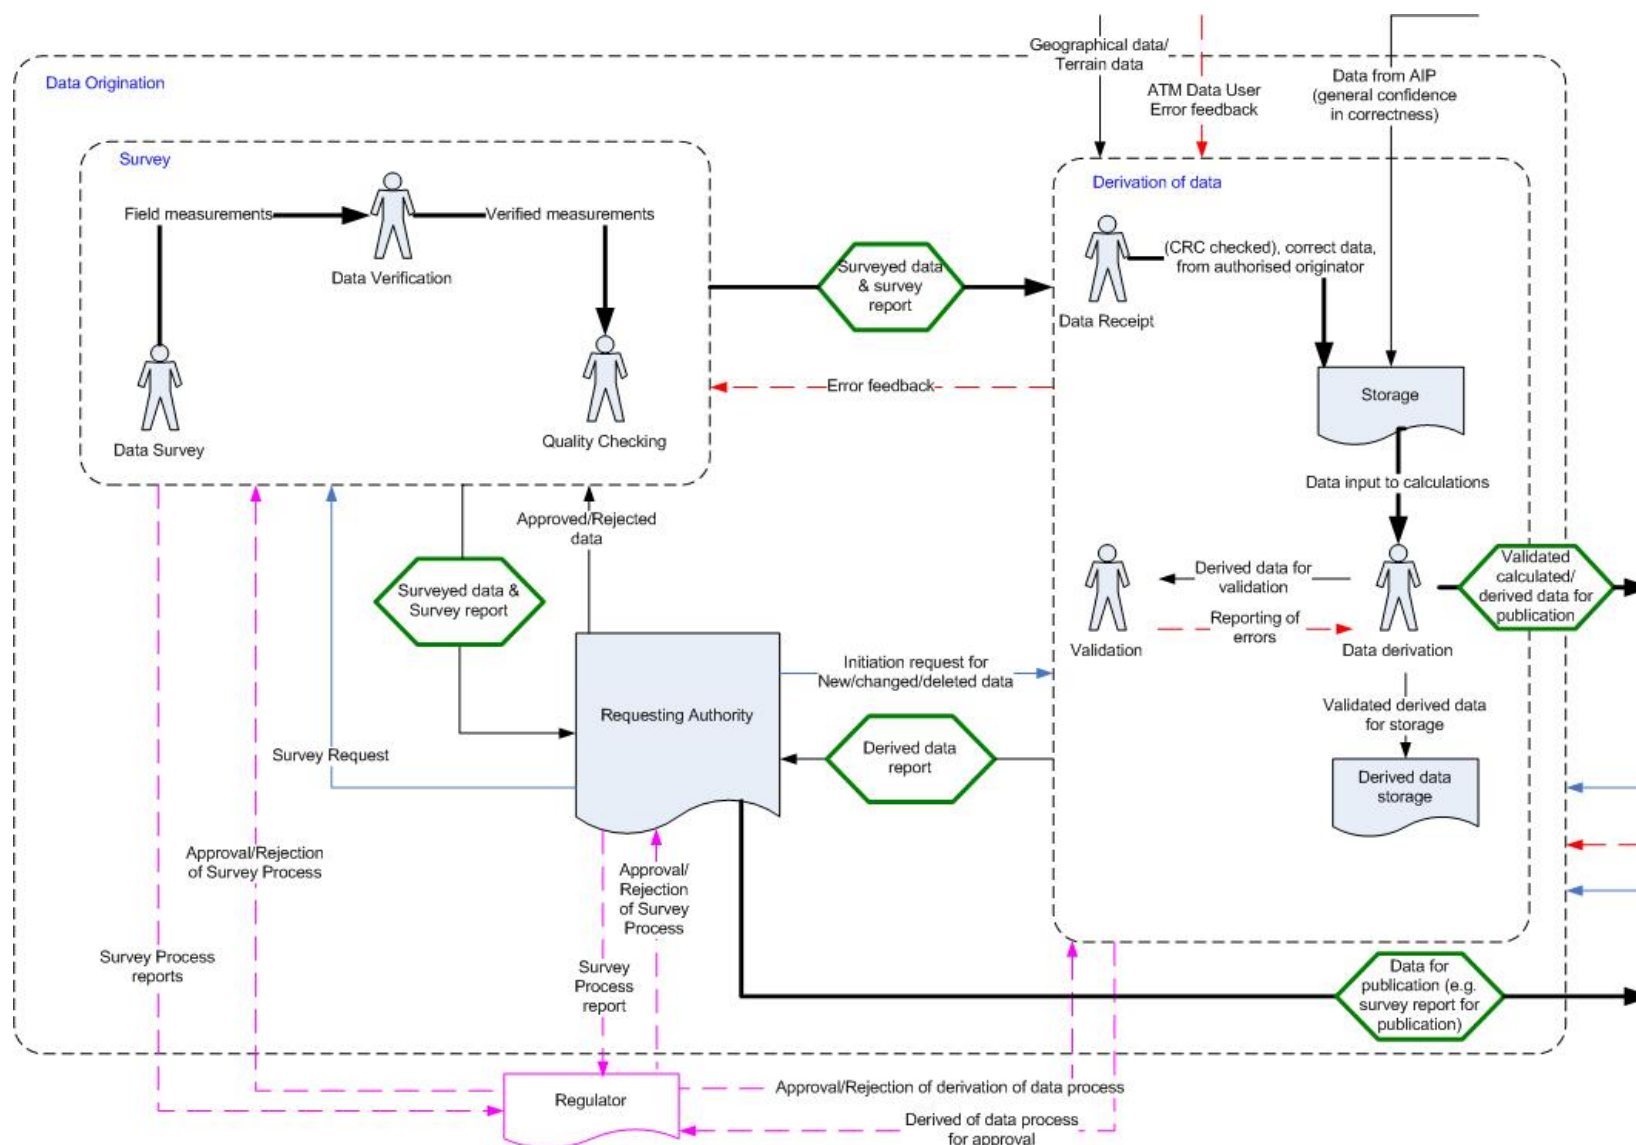 Geographical data/
Terrain data
ATM Data User
Error feedback
Data from AIP
(general confidence
in correctness)
Data Origination
Survey
Field measurements
Verified measurements
Data Verification
Data Survey
Quality Checking
Surveyed data
& survey
report
Error feedback
Derivation of data
(CRC checked), correct data,
from authorised originator
Data Receipt
Storage
Data input to calculations
Derived data for
validation
Reporting of
errors
Validation
Data derivation
Validated
calculated/
derived data for
publication
Validated derived data
for storage
Derived data
storage
Approved/Rejected
data
Surveyed data &
Survey report
Requesting Authority
Initiation request for
New/changed/deleted data
Derived data
report
Survey Request
Approval/Rejection
of Survey Process
Approval/
Rejection
of Survey
Process
Survey Process
reports
Survey
Process
report
Data for
publication (e.g.
survey report for
publication)
Regulator
Approval/Rejection of derivation of data process
Derived of data process
for approval